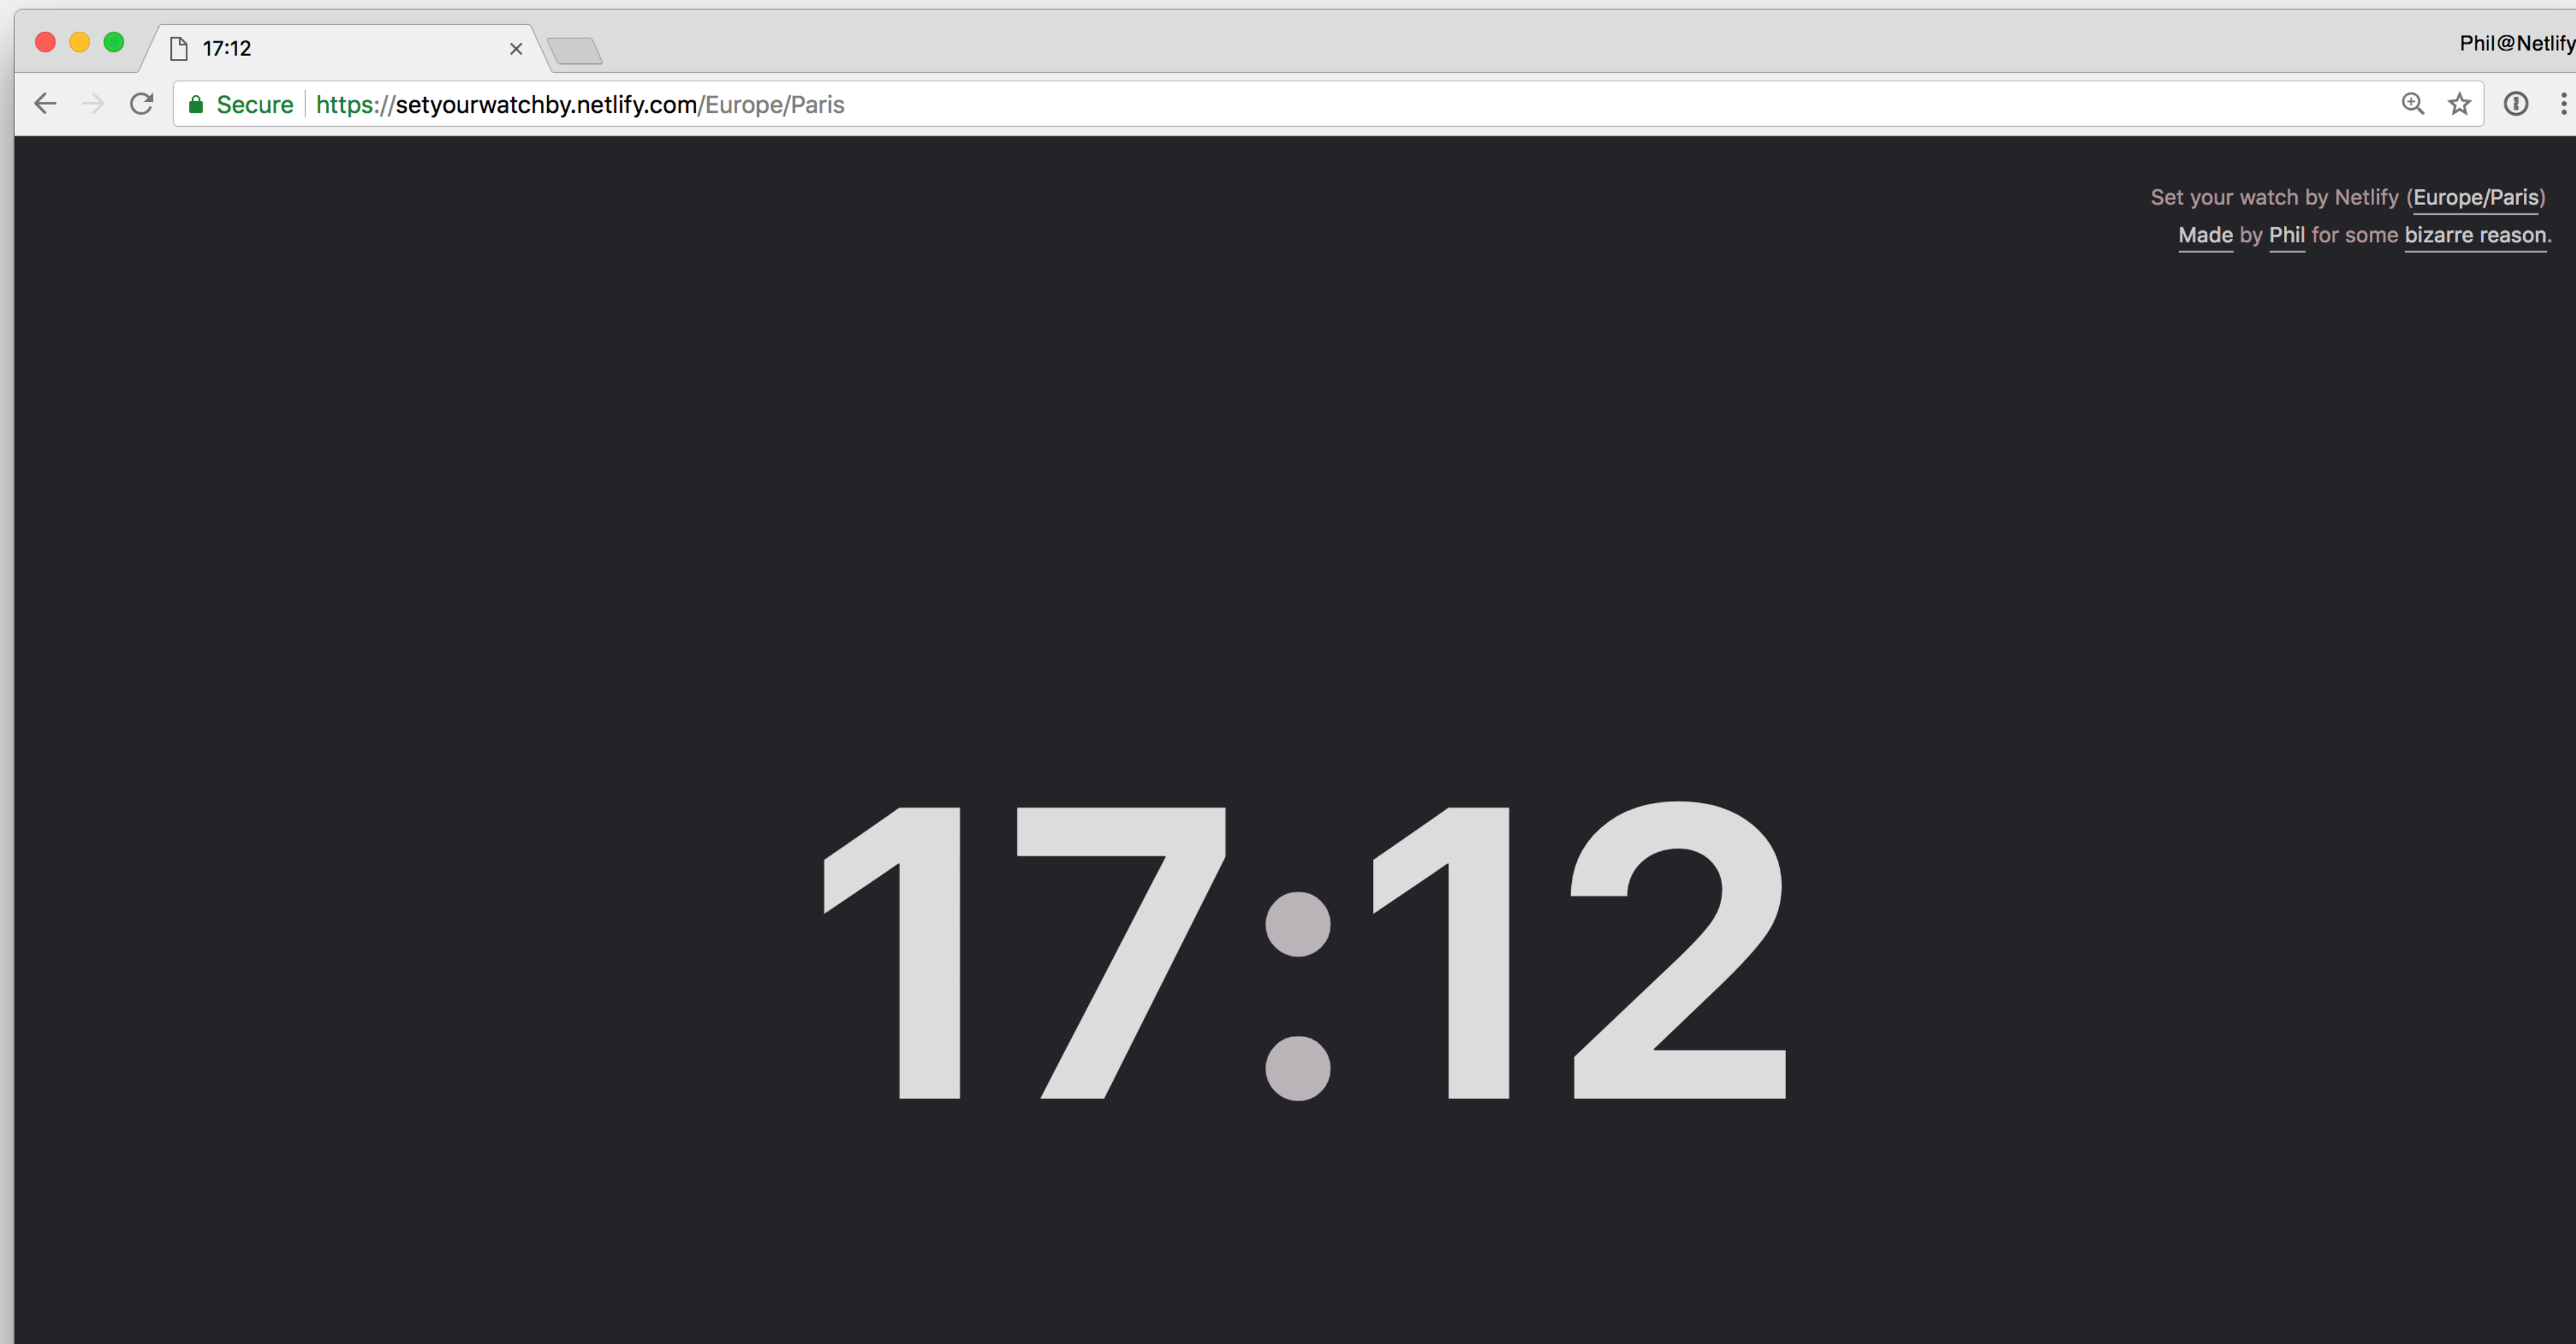 17:12
Phil@Netlify
Secure https://setyourwatchby.netlify.com/Europe/Paris
Set your watch by Netlify (Europe/Paris)
Made by Phil for some bizarre reason.
17:12